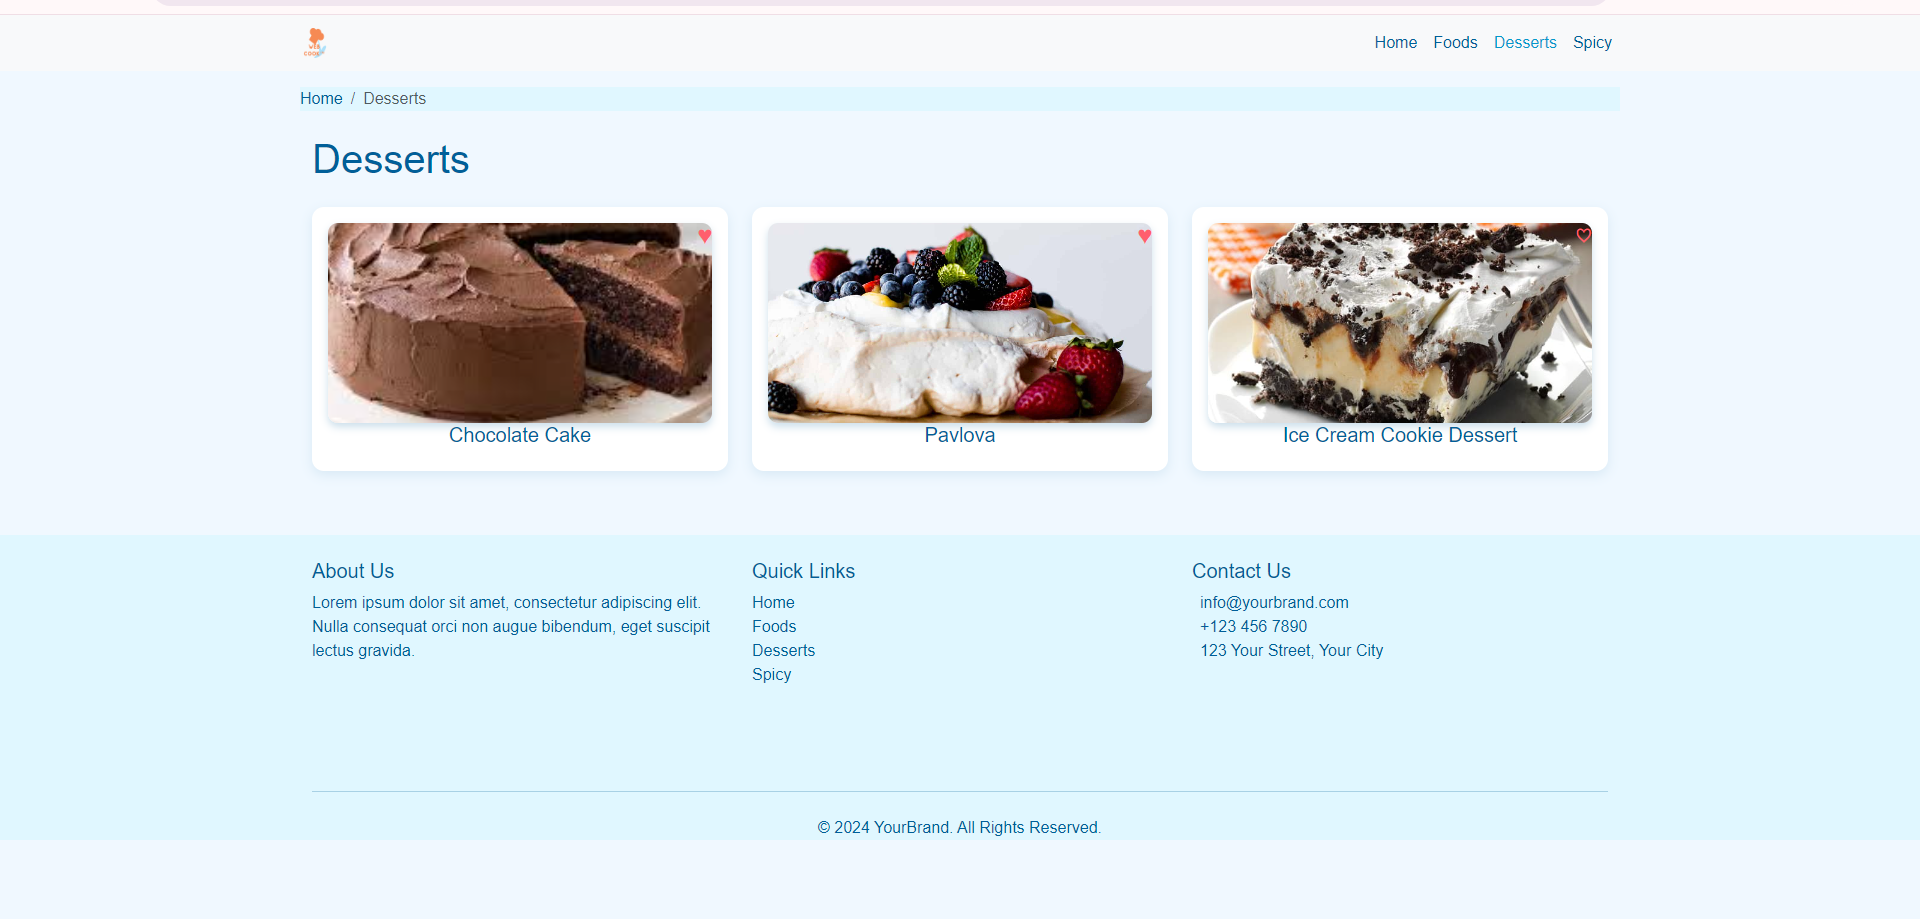 WEB
COOK
Home Foods Desserts Spicy
Home / Desserts
Desserts
Chocolate Cake
Pavlova
Ice Cream Cookie Dessert
About Us
Lorem ipsum dolor sit amet, consectetur adipiscing elit.
Nulla consequat orci non augue bibendum, eget suscipit
lectus gravida.
Quick Links
Home
Foods
Desserts
Spicy
Contact Us
info@yourbrand.com
+123 456 7890
123 Your Street, Your City
© 2024 YourBrand. All Rights Reserved.